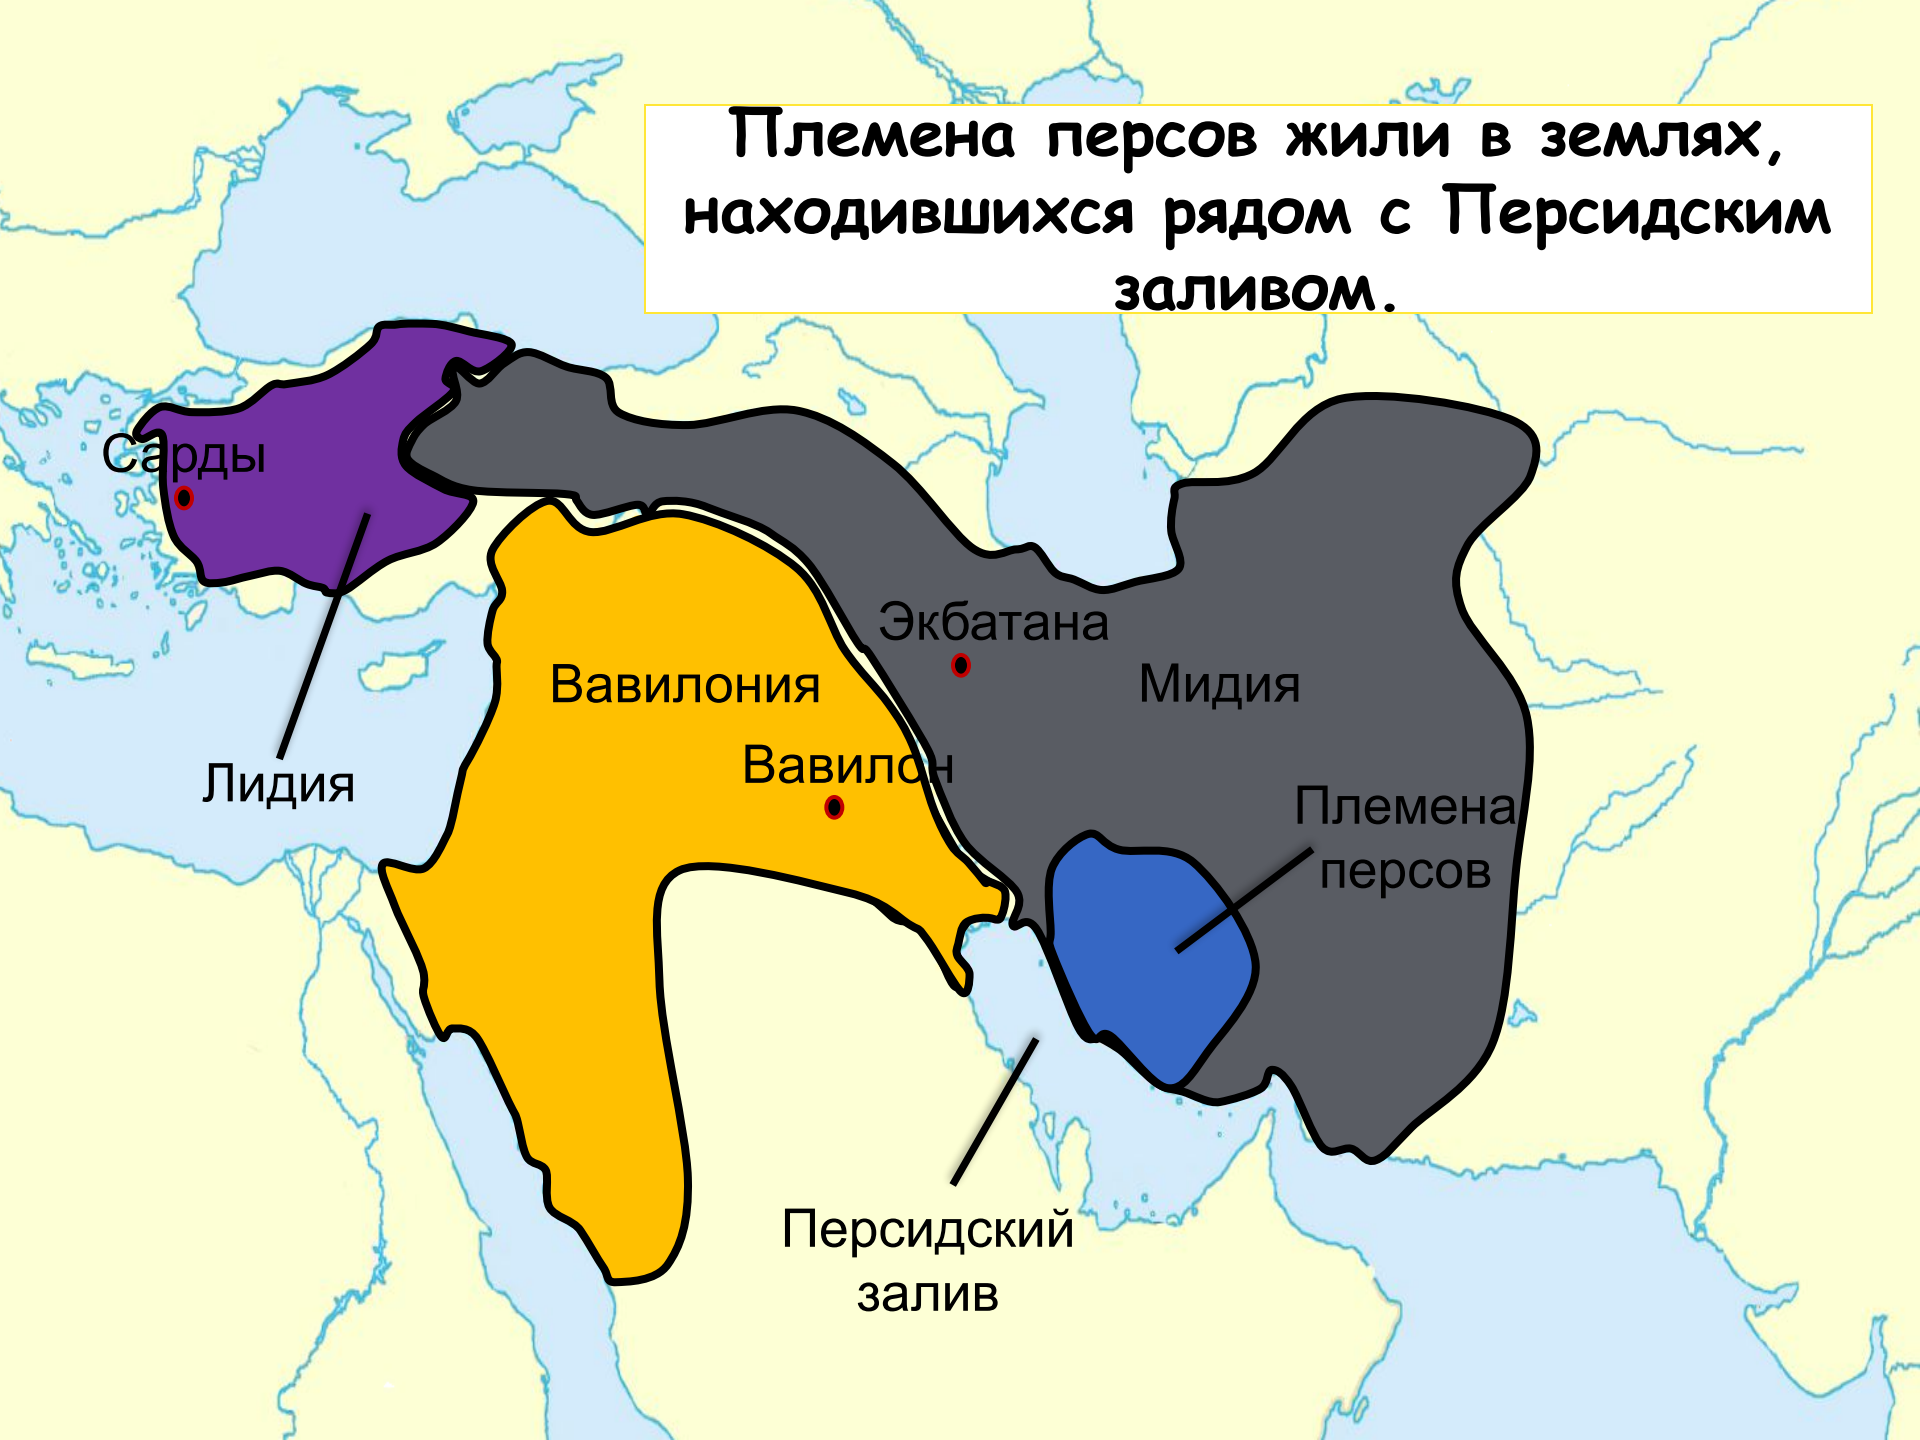 Племена персов жили в землях,
находившихся рядом с Персидским
заливом.
Сарды
Экбатана
Вавилония
Мидия
Вавилон
Лидия
Племена
персов
Персидский
залив